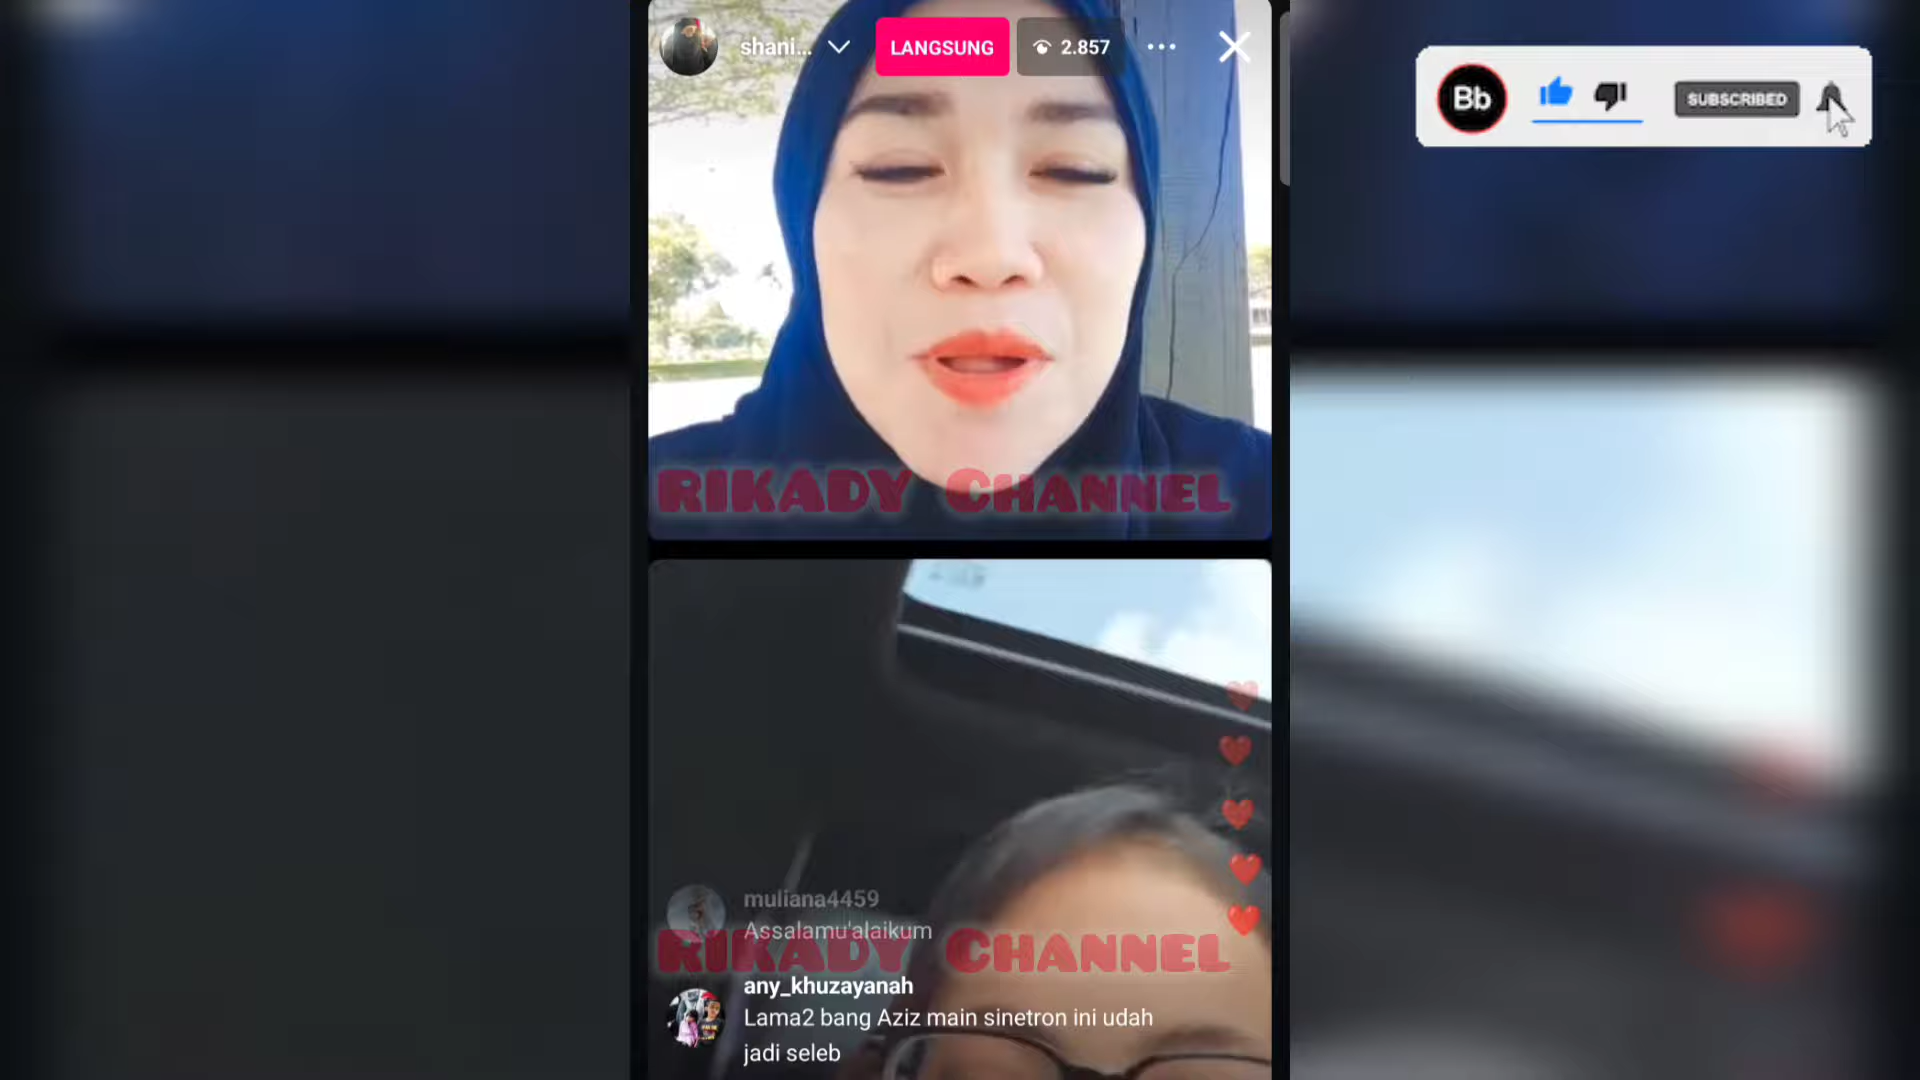 shani...
LANGSUNG
2.857
Bb
SUBSCRIBED
RIKADY CHANNEL
muliana4459
Assalamu'alaikum
RIKADY CHANNEL
any_khuzayanah
Lama2 bang Aziz main sinetron ini udah
jadi seleb